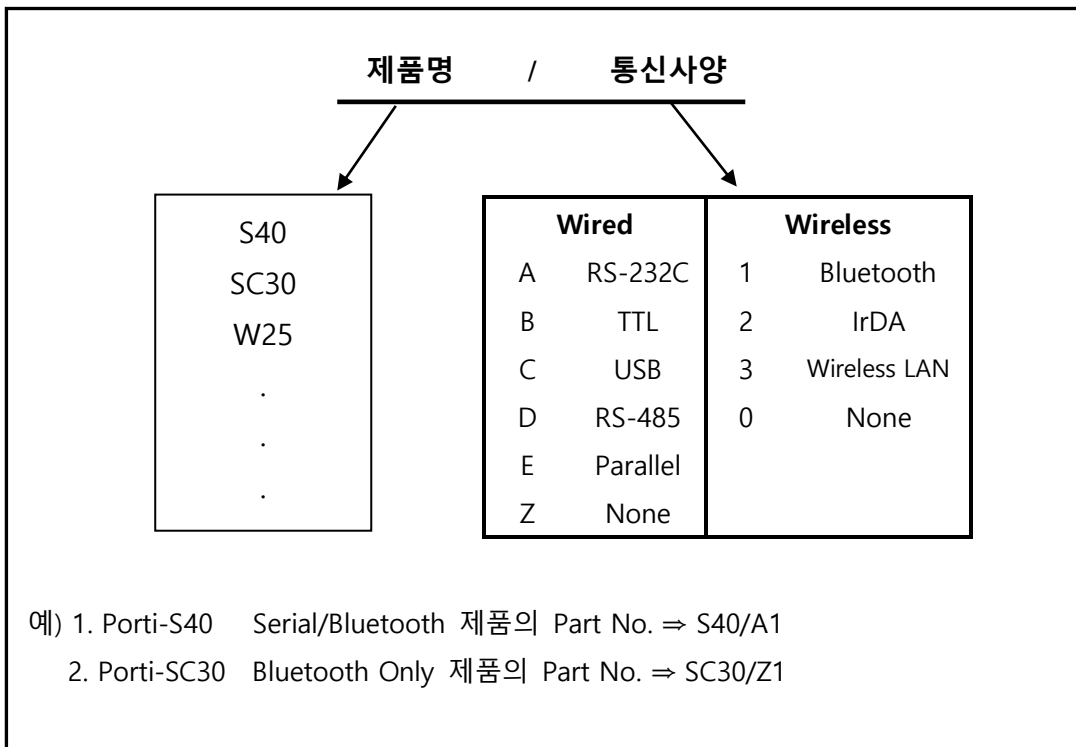 제품명 / 통신사양
S40
SC30
W25
.
.
.
Wired Wireless
A RS-232C 1 Bluetooth
B TTL 2 IrDA
C USB 3 Wireless LAN
D RS-485 0 None
E Parallel
Z None
예) 1. Porti-S40 Serial/Bluetooth 제품의 Part No. ⇒ S40/A1
2. Porti-SC30 Bluetooth Only 제품의 Part No. ⇒ SC30/Z1